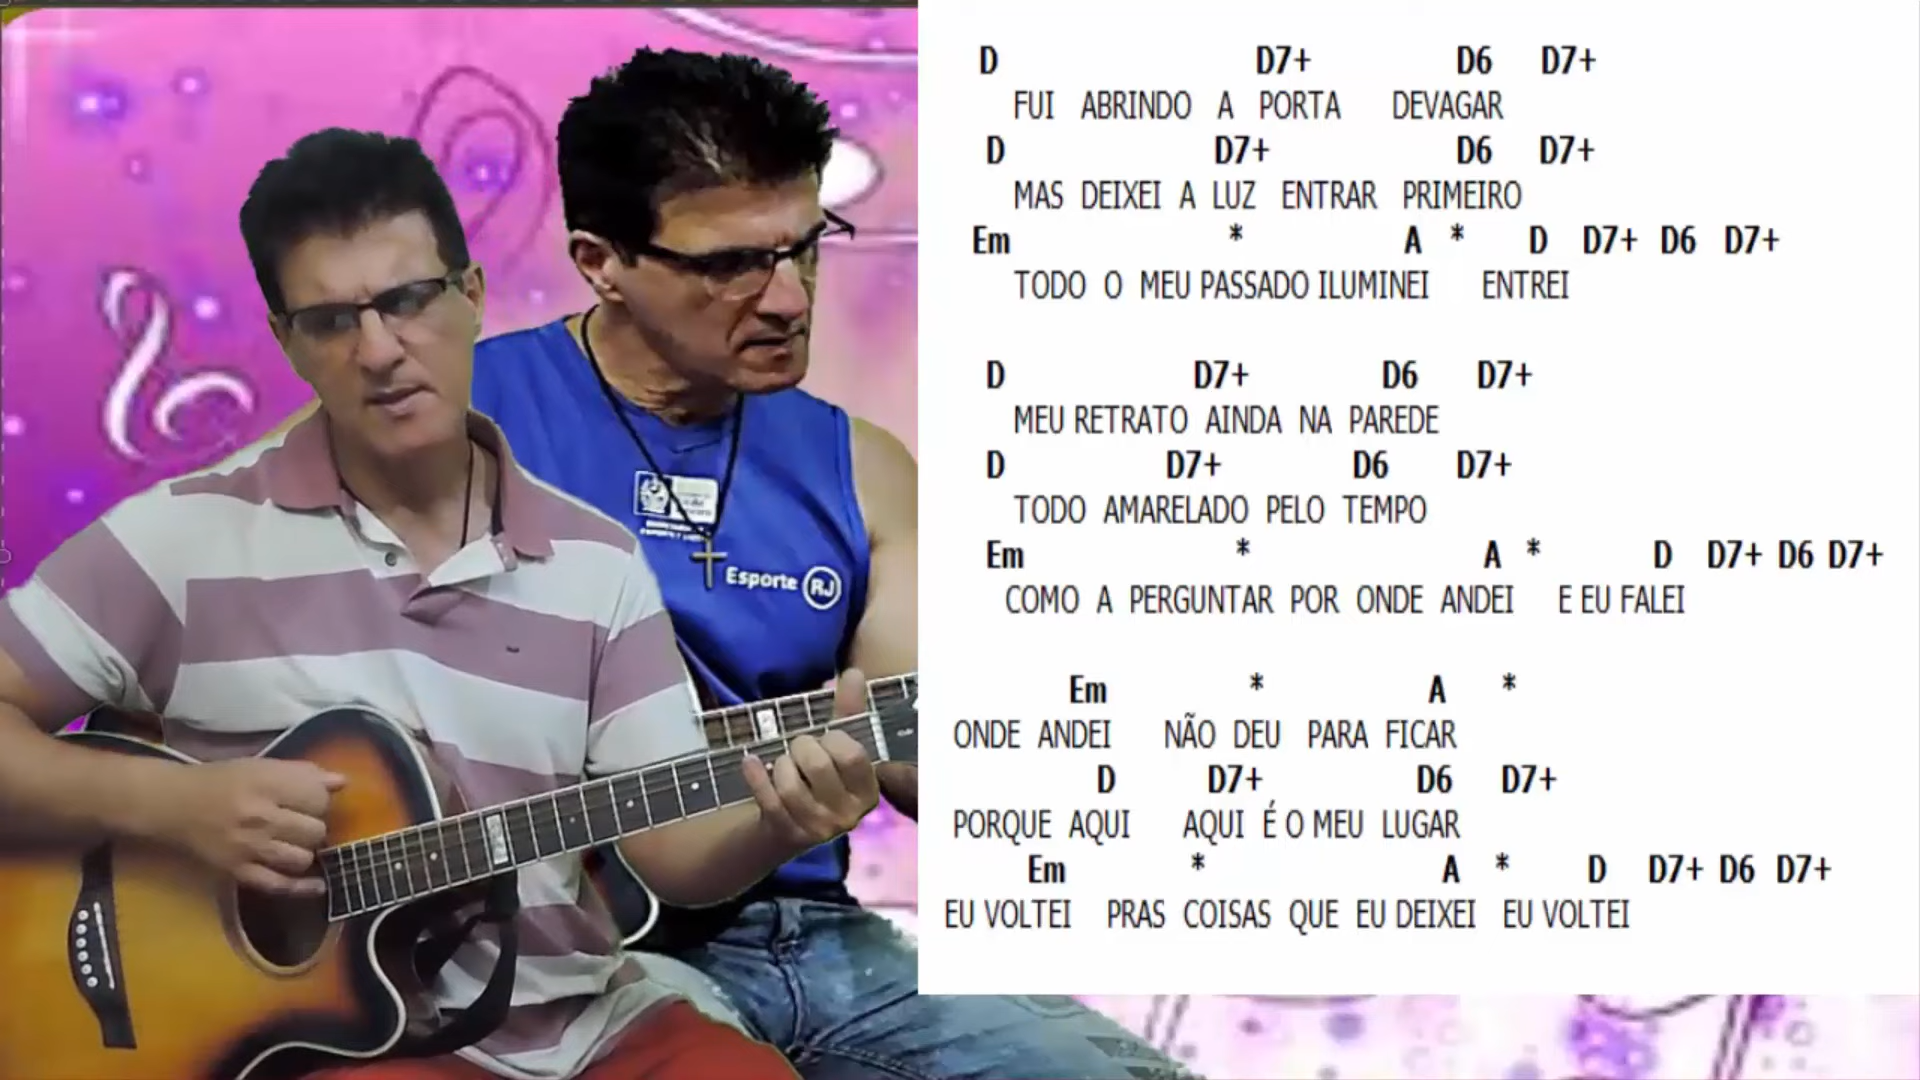 D D7+ D6 D7+
FUI ABRINDO A PORTA DEVAGAR
D D7+ D6 D7+
MAS DEIXEI A LUZ ENTRAR PRIMEIRO
Em * A * D D7+ D6 D7+
TODO O MEU PASSADO ILUMINEI ENTREI
D D7+ D6 D7+
MEU RETRATO AINDA NA PAREDE
D D7+ D6 D7+
TODO AMARELADO PELO TEMPO
Em * A * D D7+ D6 D7+
COMO A PERGUNTAR POR ONDE ANDEI E EU FALEI
Em * A *
ONDE ANDEI NÃO DEU PARA FICAR
D D7+ D6 D7+
PORQUE AQUI AQUI É O MEU LUGAR
Em * A * D D7+ D6 D7+
EU VOLTEI PRAS COISAS QUE EU DEIXEI EU VOLTEI
Esporte RJ